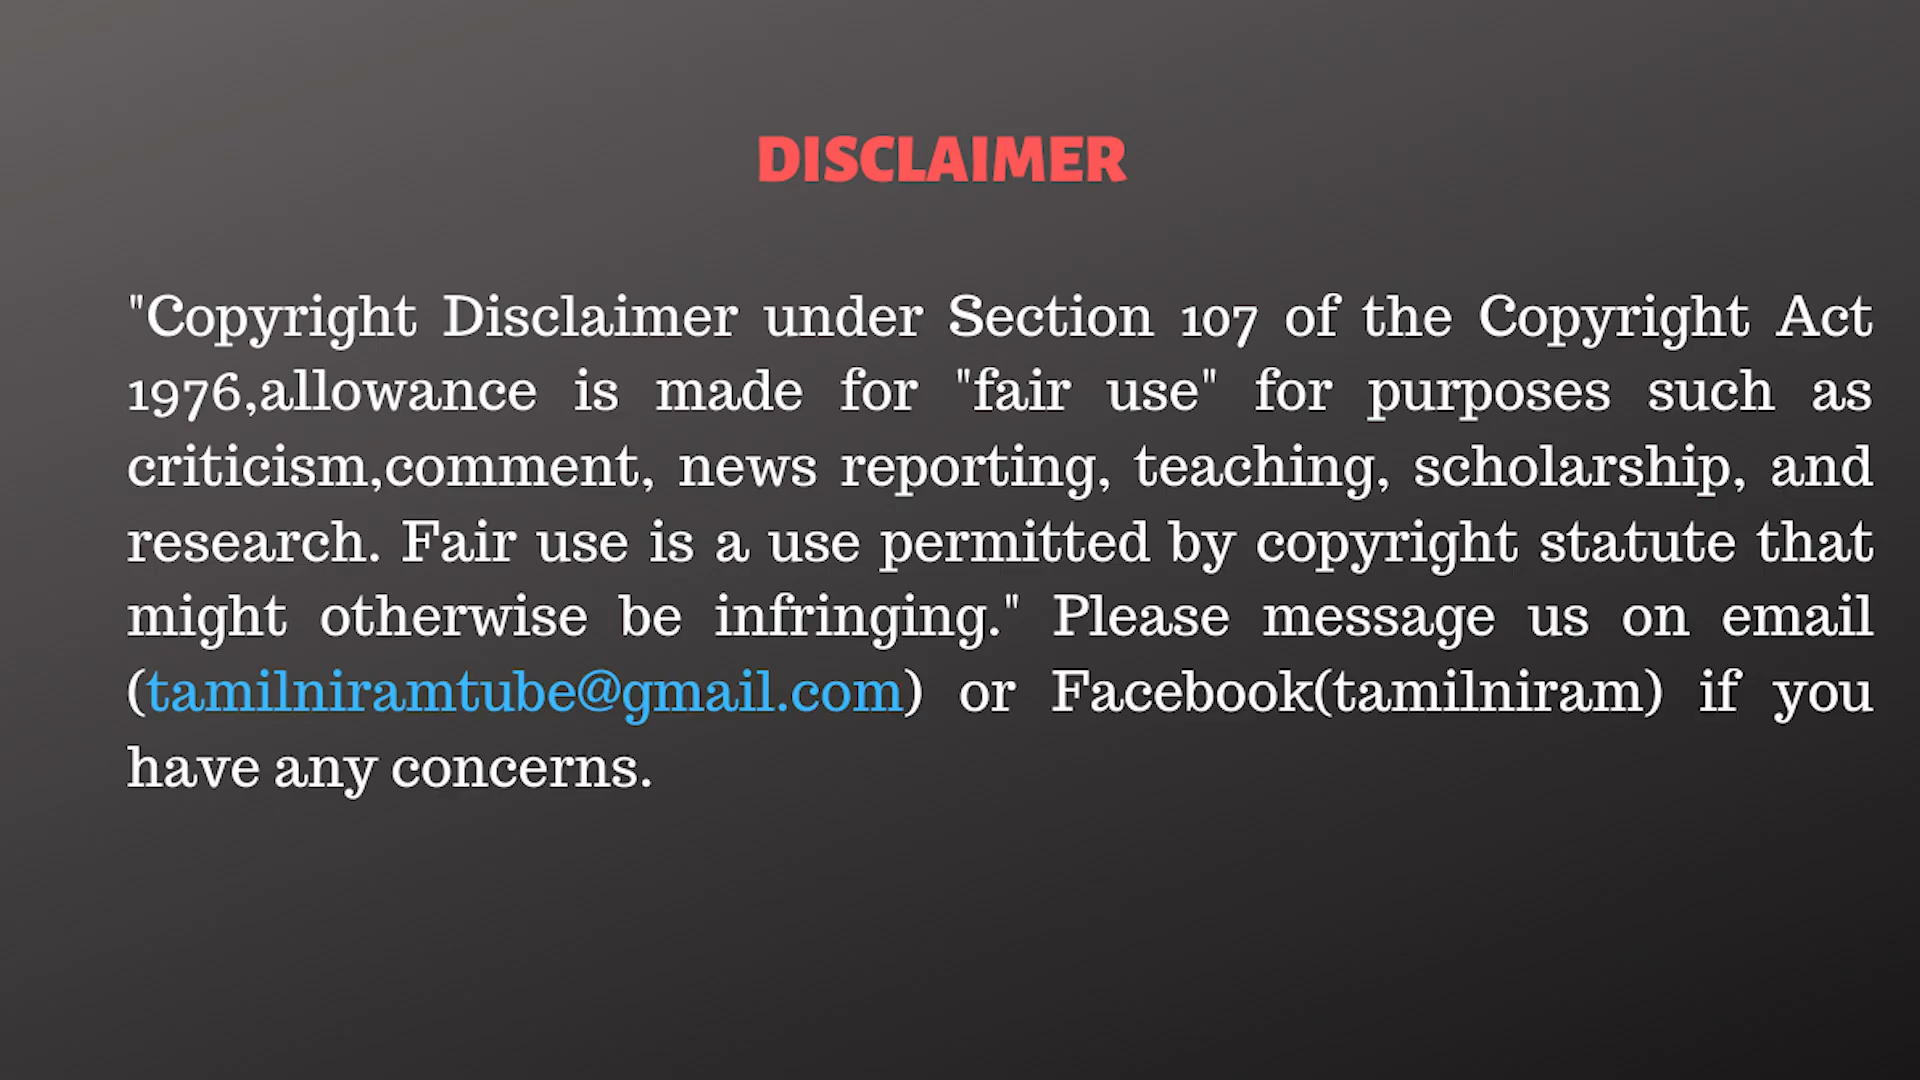 DISCLAIMER
"Copyright Disclaimer under Section 107 of the Copyright Act
1976,allowance is made for "fair use" for purposes such as
criticism,comment, news reporting, teaching, scholarship, and
research. Fair use is a use permitted by copyright statute that
might otherwise be infringing." Please message us on email
(tamilniramtube@gmail.com) or Facebook(tamilniram) if you
have any concerns.